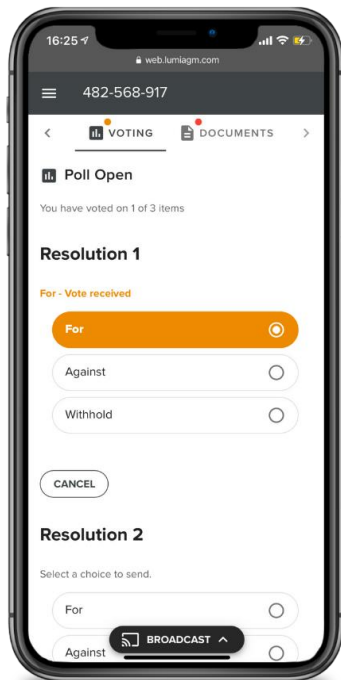 16:25
web.lumiagm.com
482-568-917
VOTING
DOCUMENTS
Poll Open
You have voted on 1 of 3 items
Resolution 1
For - Vote received
For
Against
Withhold
CANCEL
Resolution 2
Select a choice to send.
For
BROADCAST
Against